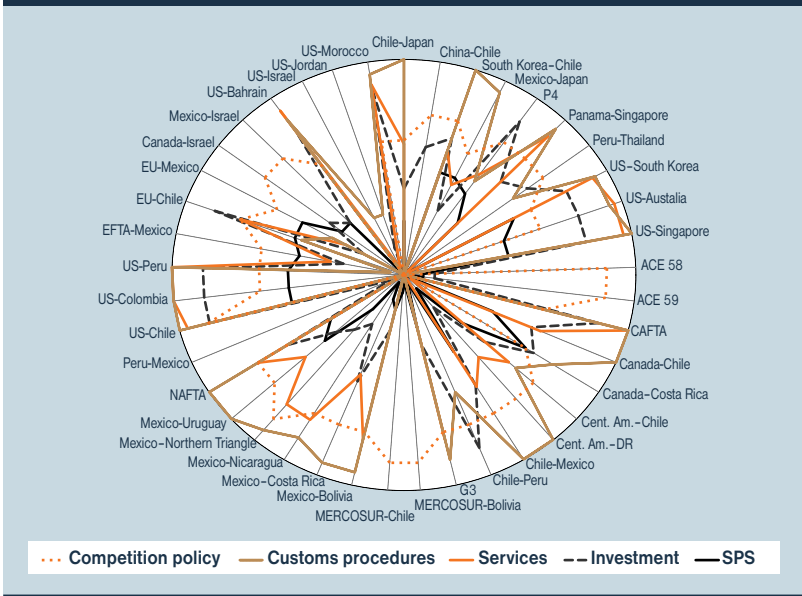 Chile-Japan
China-Chile
South Korea–Chile
Mexico-Japan
P4
Panama-Singapore
Peru-Thailand
US–South Korea
US-Austalia
US-Singapore
ACE 58
ACE 59
CAFTA
Canada-Chile
Canada–Costa Rica
Cent. Am.–Chile
Cent. Am.–DR
Chile-Mexico
Chile-Peru
G3
MERCOSUR-Bolivia
MERCOSUR-Chile
Mexico-Bolivia
Mexico–Costa Rica
Mexico-Nicaragua
Mexico–Northern Triangle
Mexico-Uruguay
NAFTA
Peru-Mexico
US-Chile
US-Colombia
US-Peru
EFTA-Mexico
EU-Chile
EU-Mexico
Canada-Israel
Mexico-Israel
US-Bahrain
US-Israel
US-Jordan
US-Morocco
Competition policy Customs procedures Services Investment SPS